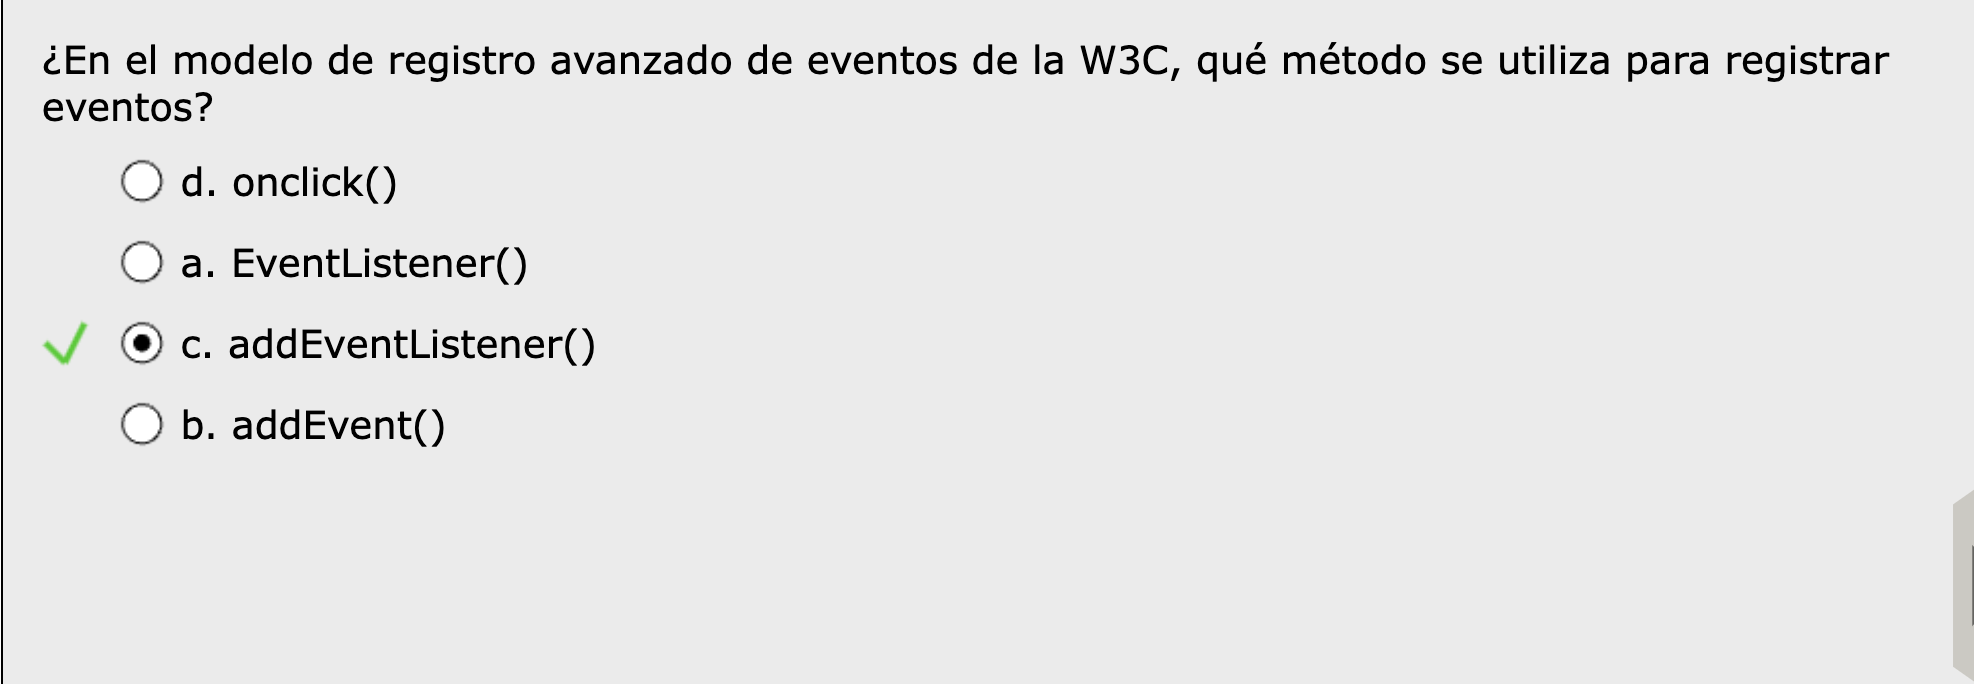 ¿En el modelo de registro avanzado de eventos de la W3C, qué método se utiliza para registrar
eventos?
d. onclick()
a. EventListener()
c. addEventListener()
b. addEvent()